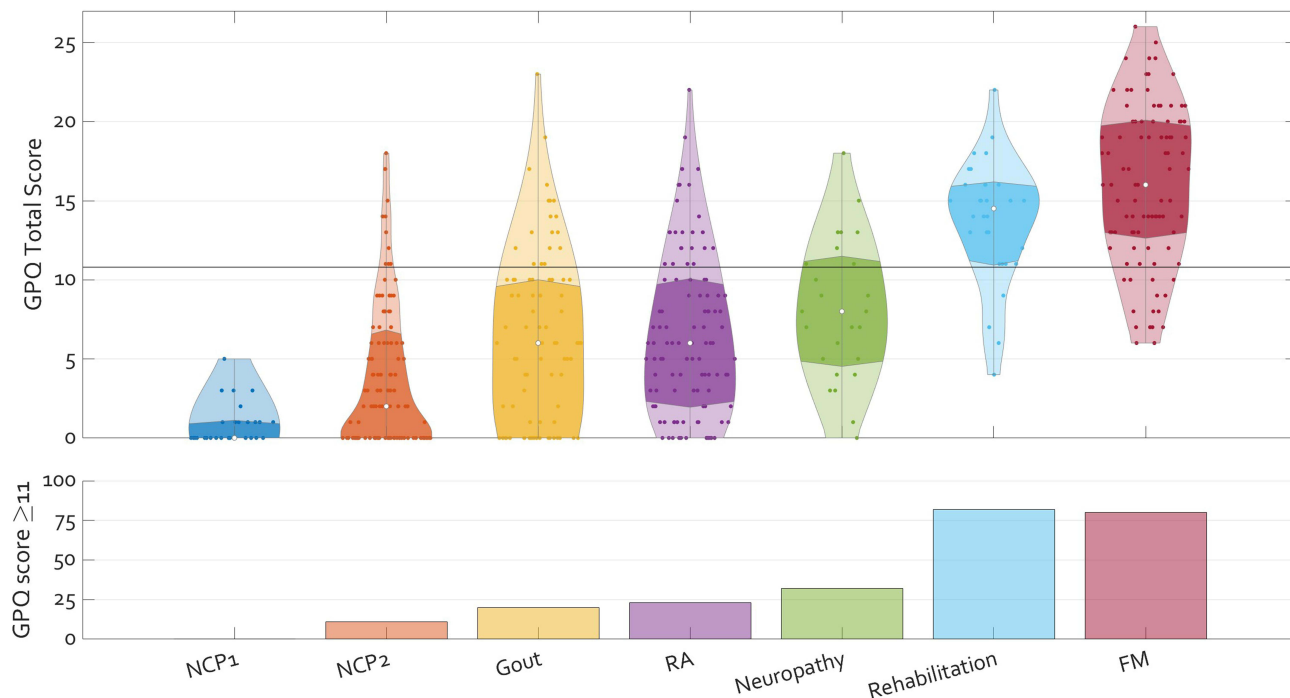 GPQ Total Score
25
20
15
10
5
0
GPQ score ≥11
100
75
50
25
0
NCP1
NCP2
Gout
RA
Neuropathy
Rehabilitation
FM